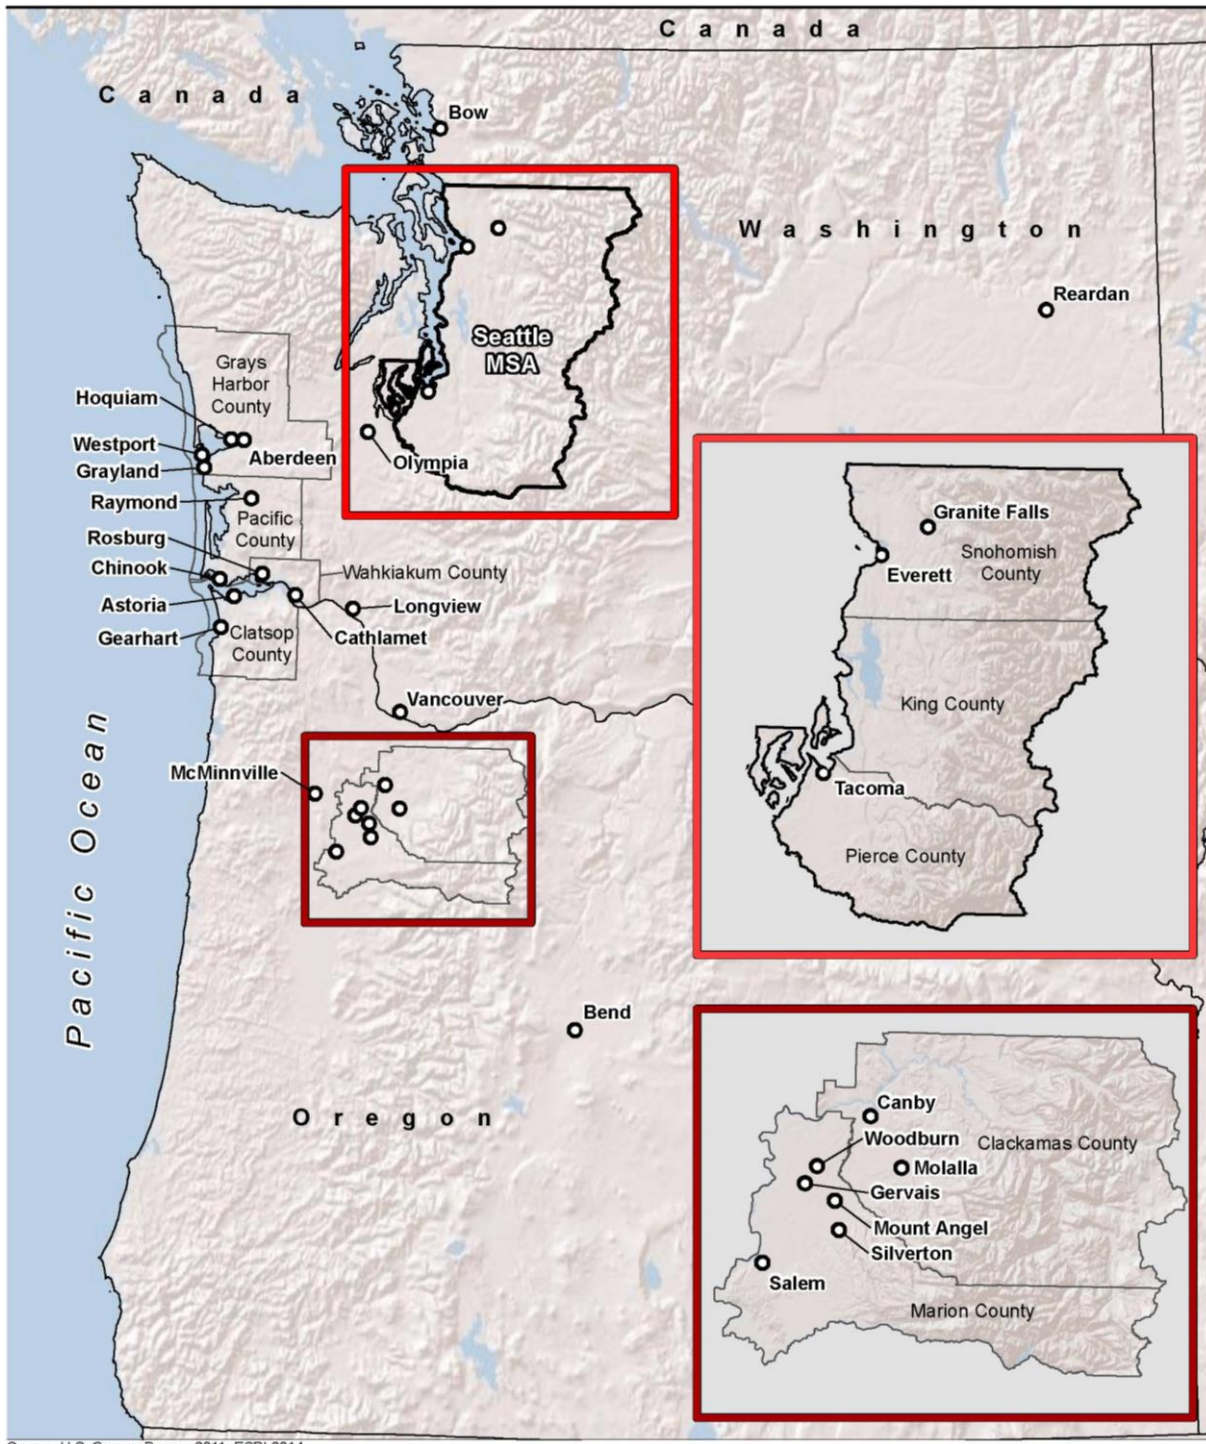 Canada
Canada
Bow
Washington
Reardan
Seattle
MSA
Grays
Harbor
County
Hoquiam
Westport
Aberdeen
Grayland
Olympia
Raymond
Pacific
County
Rosburg
Chinook
Wahkiakum County
Astoria
Longview
Gearhart
Clatsop
County
Cathlamet
Vancouver
McMinnville
Pacific Ocean
Bend
Oregon
Granite Falls
Snohomish
County
Everett
King County
Tacoma
Pierce County
Canby
Woodburn
Clackamas County
Molalla
Gervais
Mount Angel
Silverton
Salem
Marion County